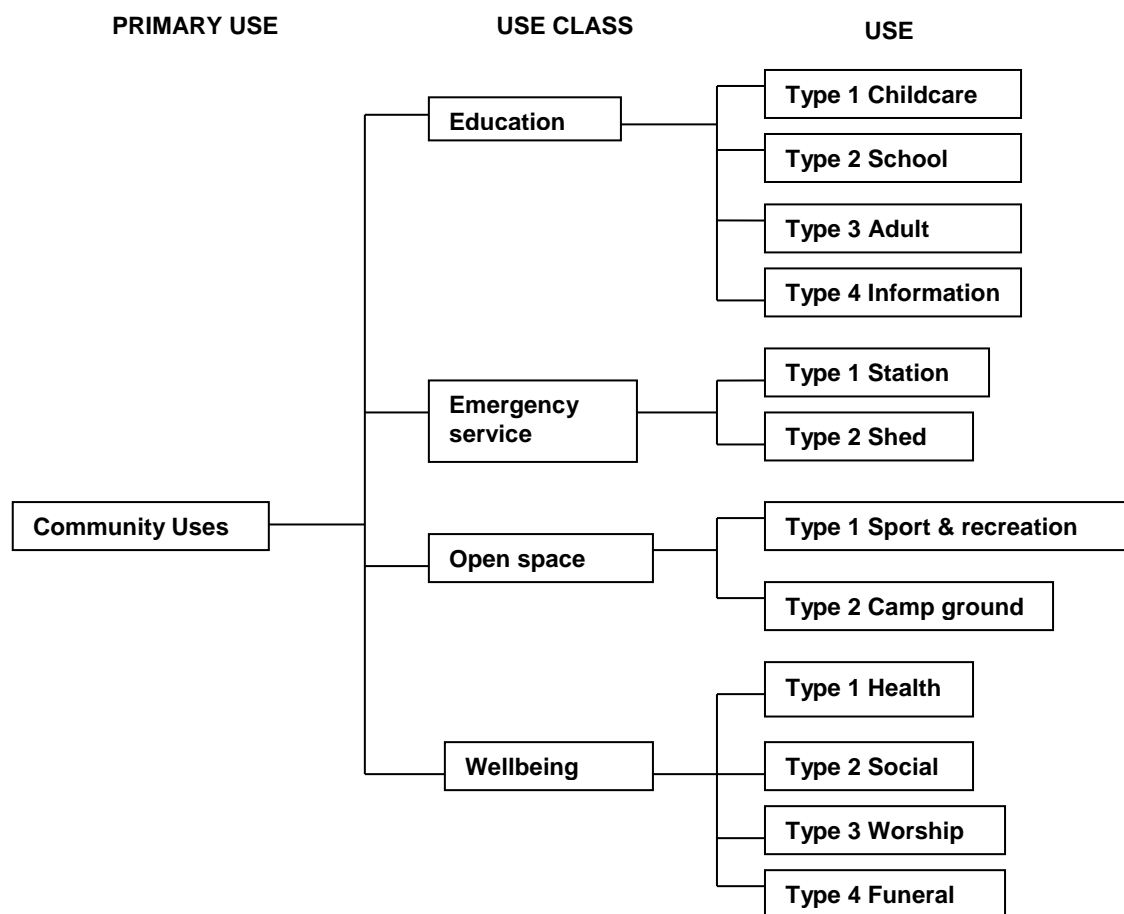 PRIMARY USE
USE CLASS
USE
Type 1 Childcare
Education
Type 2 School
Type 3 Adult
Type 4 Information
Type 1 Station
Emergency
service
Type 2 Shed
Community Uses
Type 1 Sport & recreation
Open space
Type 2 Camp ground
Type 1 Health
Wellbeing
Type 2 Social
Type 3 Worship
Type 4 Funeral